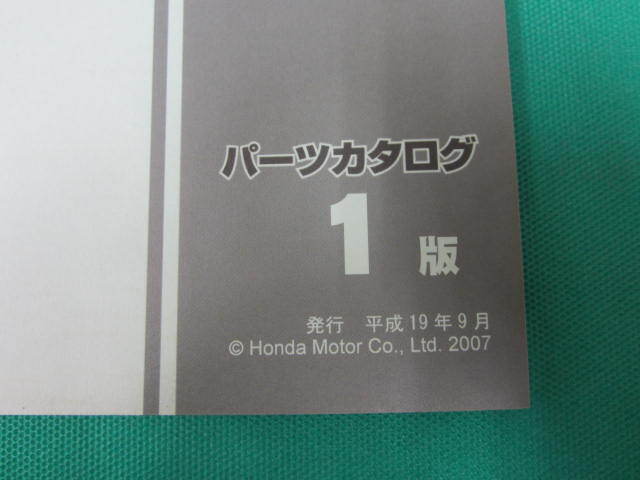 パーツカタログ
1 版
発行 平成19年9月
© Honda Motor Co., Ltd. 2007